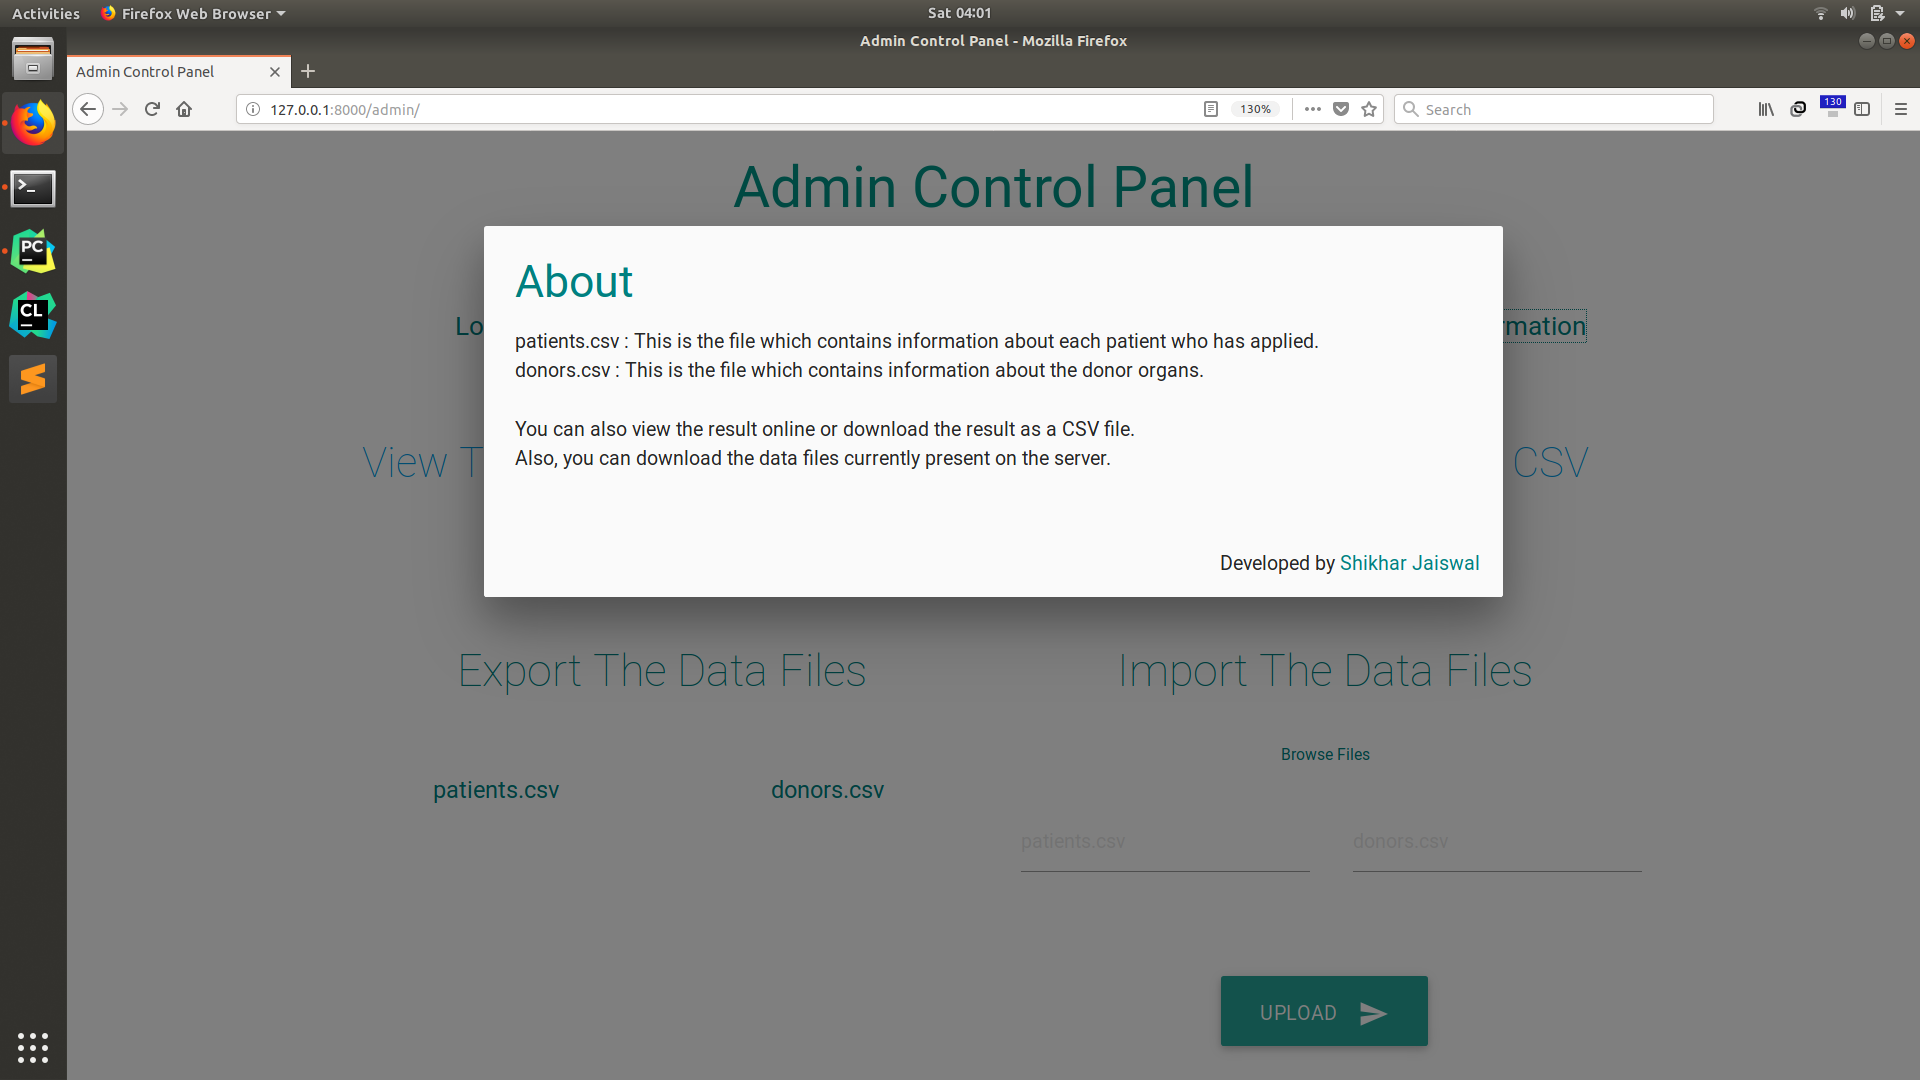 Activities Firefox Web Browser Sat 04:01
Admin Control Panel - Mozilla Firefox
Admin Control Panel
127.0.0.1:8000/admin/ 130% Search 130
Admin Control Panel
About
Lo rmation
patients.csv : This is the file which contains information about each patient who has applied.
donors.csv : This is the file which contains information about the donor organs.
You can also view the result online or download the result as a CSV file.
View T CSV
Also, you can download the data files currently present on the server.
Developed by Shikhar Jaiswal
Export The Data Files Import The Data Files
Browse Files
patients.csv donors.csv
patients.csv donors.csv
UPLOAD
PC
CL